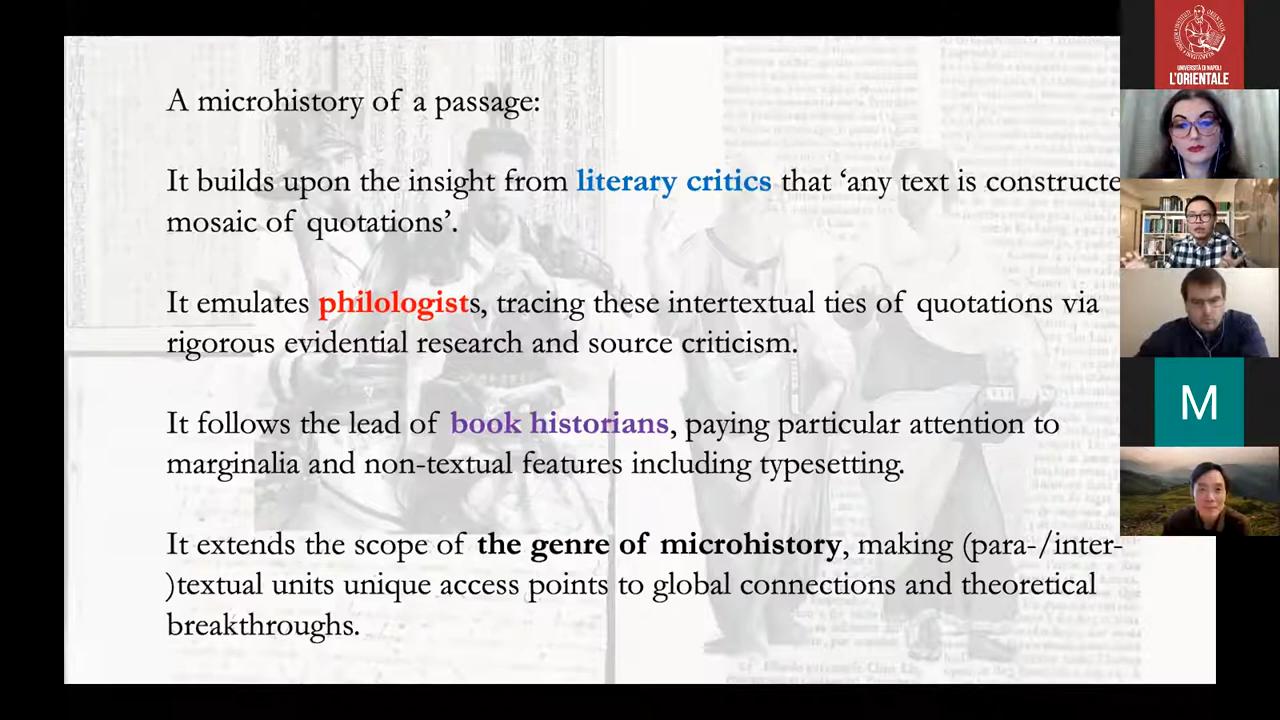 A microhistory of a passage:
It builds upon the insight from literary critics that ‘any text is constructe
mosaic of quotations’.
It emulates philologists, tracing these intertextual ties of quotations via
rigorous evidential research and source criticism.
It follows the lead of book historians, paying particular attention to
marginalia and non-textual features including typesetting.
It extends the scope of the genre of microhistory, making (para-/inter-
)textual units unique access points to global connections and theoretical
breakthroughs.
UNIVERSITÀ DI NAPOLI
L'ORIENTALE
M